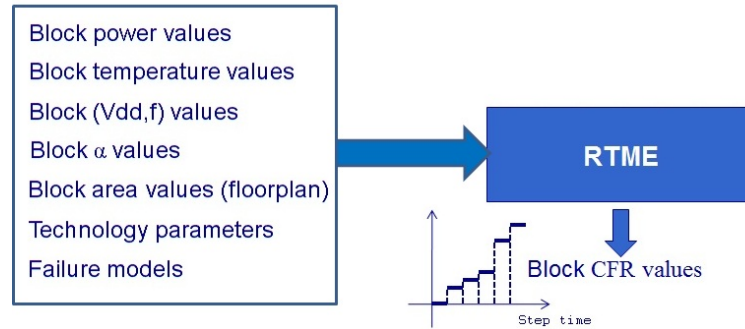 Block power values
Block temperature values
Block (Vdd,f) values
Block α values
Block area values (floorplan)
Technology parameters
Failure models
RTME
Block CFR values
Step time